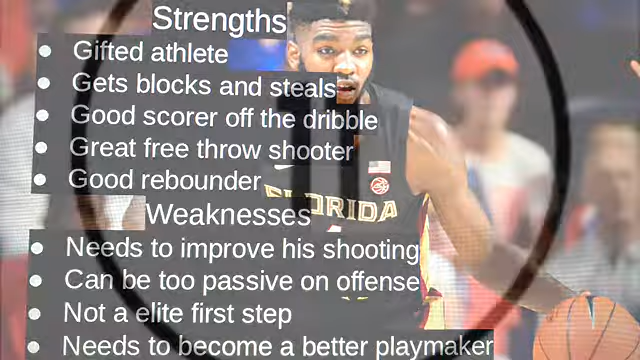 Strengths
• Gifted athlete
• Gets blocks and steals
• Good scorer off the dribble
• Great free throw shooter
• Good rebounder
Weaknesses
• Needs to improve his shooting
• Can be too passive on offense
• Not a elite first step
• Needs to become a better playmaker